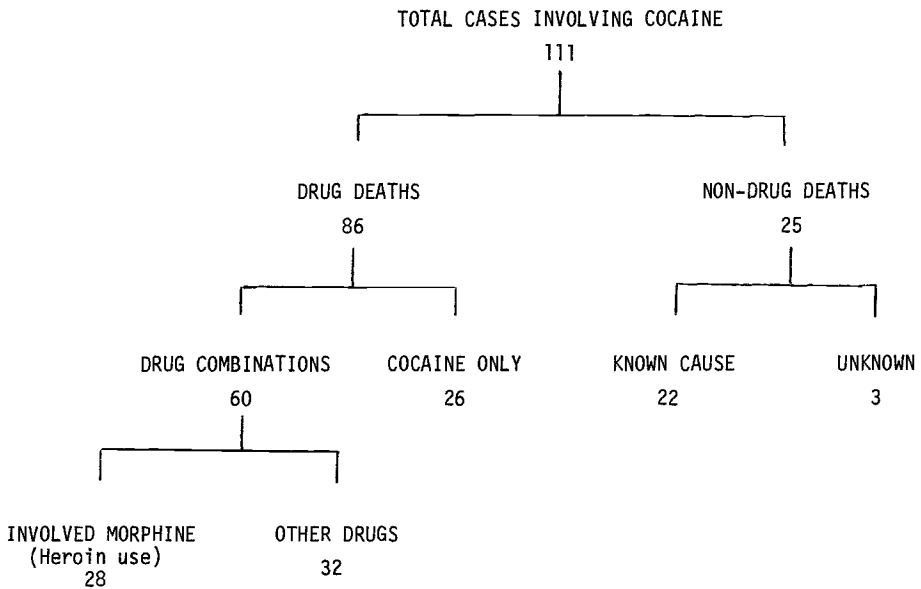 TOTAL CASES INVOLVING COCAINE
111
DRUG DEATHS
86
NON-DRUG DEATHS
25
DRUG COMBINATIONS
60
COCAINE ONLY
26
KNOWN CAUSE
22
UNKNOWN
3
INVOLVED MORPHINE
(Heroin use)
28
OTHER DRUGS
32